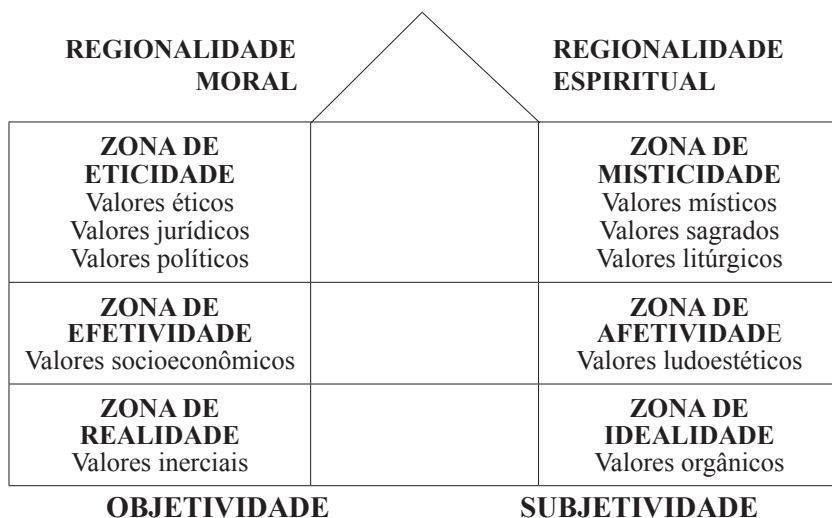 REGIONALIDADE
MORAL
REGIONALIDADE
ESPIRITUAL
ZONA DE
ETICIDADE
Valores éticos
Valores jurídicos
Valores políticos
ZONA DE
MISTICIDADE
Valores místicos
Valores sagrados
Valores litúrgicos
ZONA DE
EFETIVIDADE
Valores socioeconômicos
ZONA DE
AFETIVIDADE
Valores ludoestéticos
ZONA DE
REALIDADE
Valores inerciais
ZONA DE
IDEALIDADE
Valores orgânicos
OBJETIVIDADE
SUBJETIVIDADE